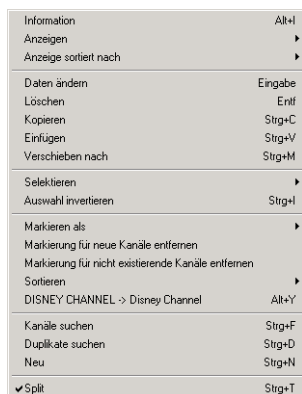 Information Alt+I
Anzeigen
Anzeige sortiert nach
Daten ändern Eingabe
Löschen Entf
Kopieren Strg+C
Einfügen Strg+V
Verschieben nach Strg+M
Selektieren
Auswahl invertieren Strg+I
Markieren als
Markierung für neue Kanäle entfernen
Markierung für nicht existierende Kanäle entfernen
Sortieren
DISNEY CHANNEL -> Disney Channel Alt+Y
Kanäle suchen Strg+F
Duplikate suchen Strg+D
Neu Strg+N
Split Strg+T